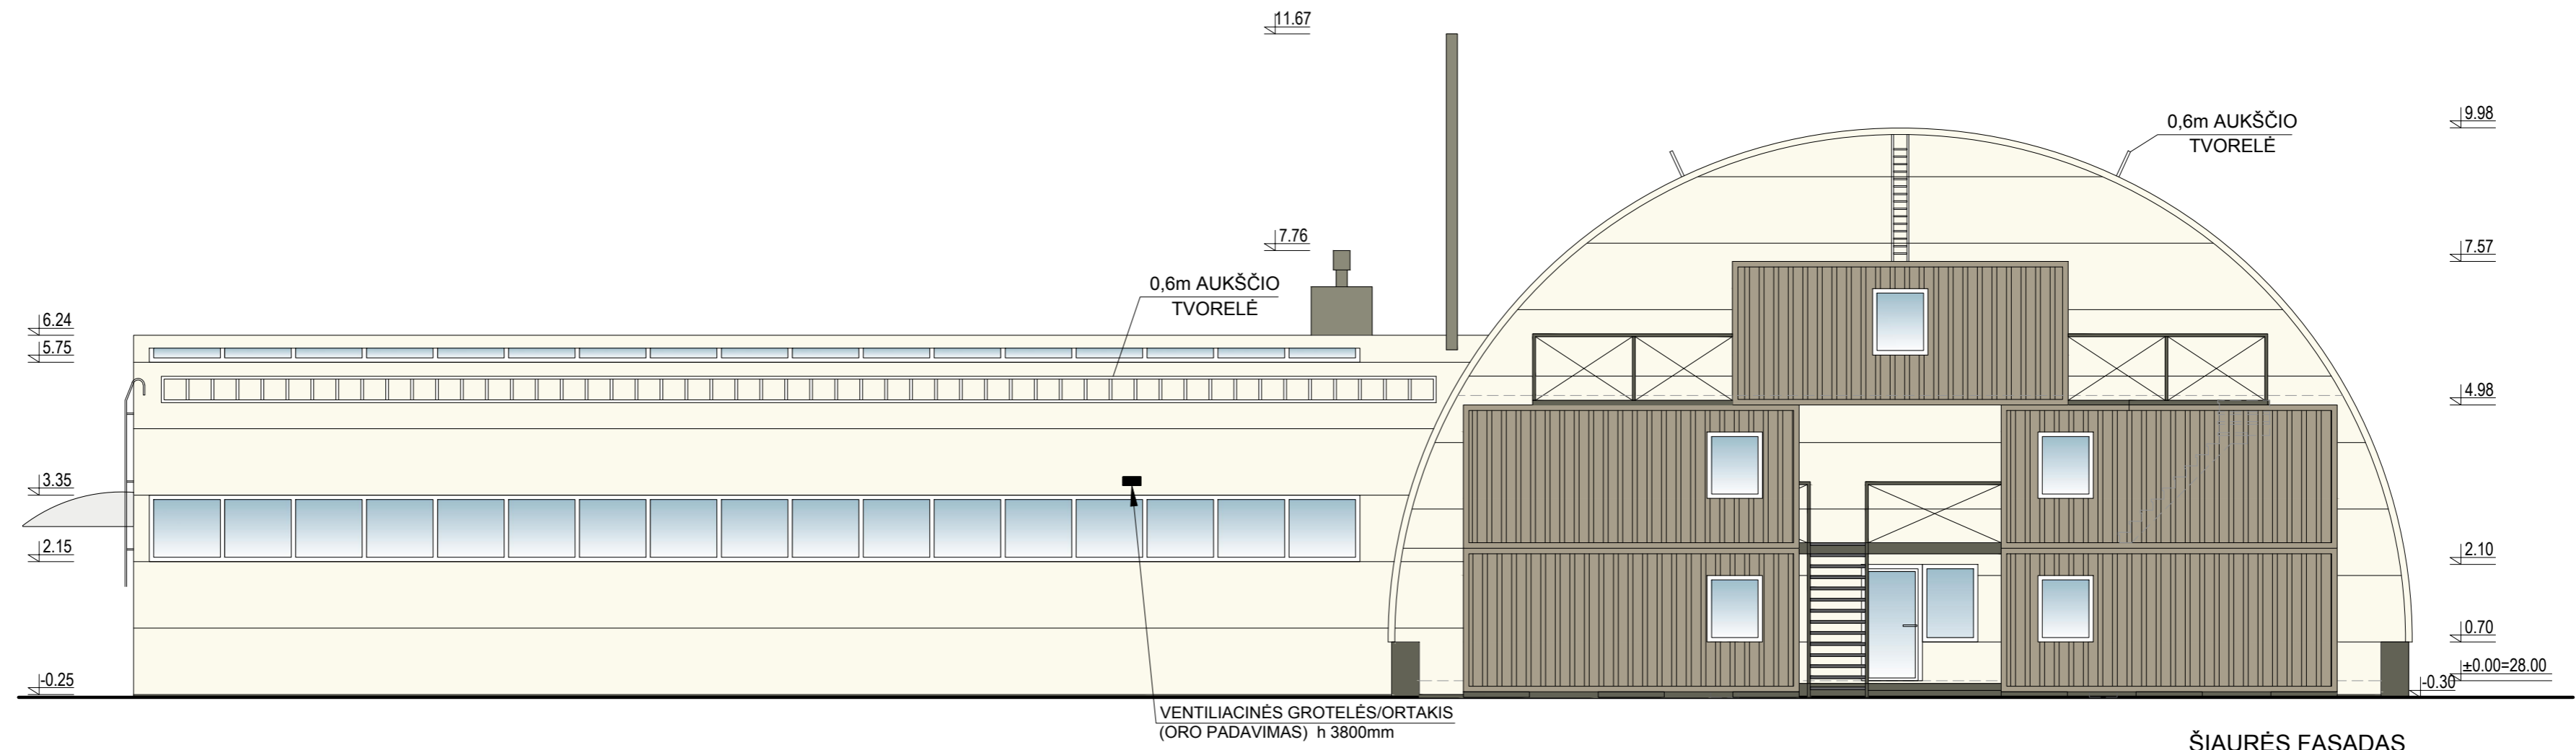 11.67
9.98
0,6m AUKŠČIO
TVORELĖ
7.76
7.57
0,6m AUKŠČIO
TVORELĖ
6.24
5.75
4.98
3.35
2.15
2.10
0.70
±0.00=28.00
-0.25
-0.30
VENTILIACINĖS GROTELĖS/ORTAKIS
(ORO PADAVIMAS) h 3800mm
ŠIAURĖS FASADAS